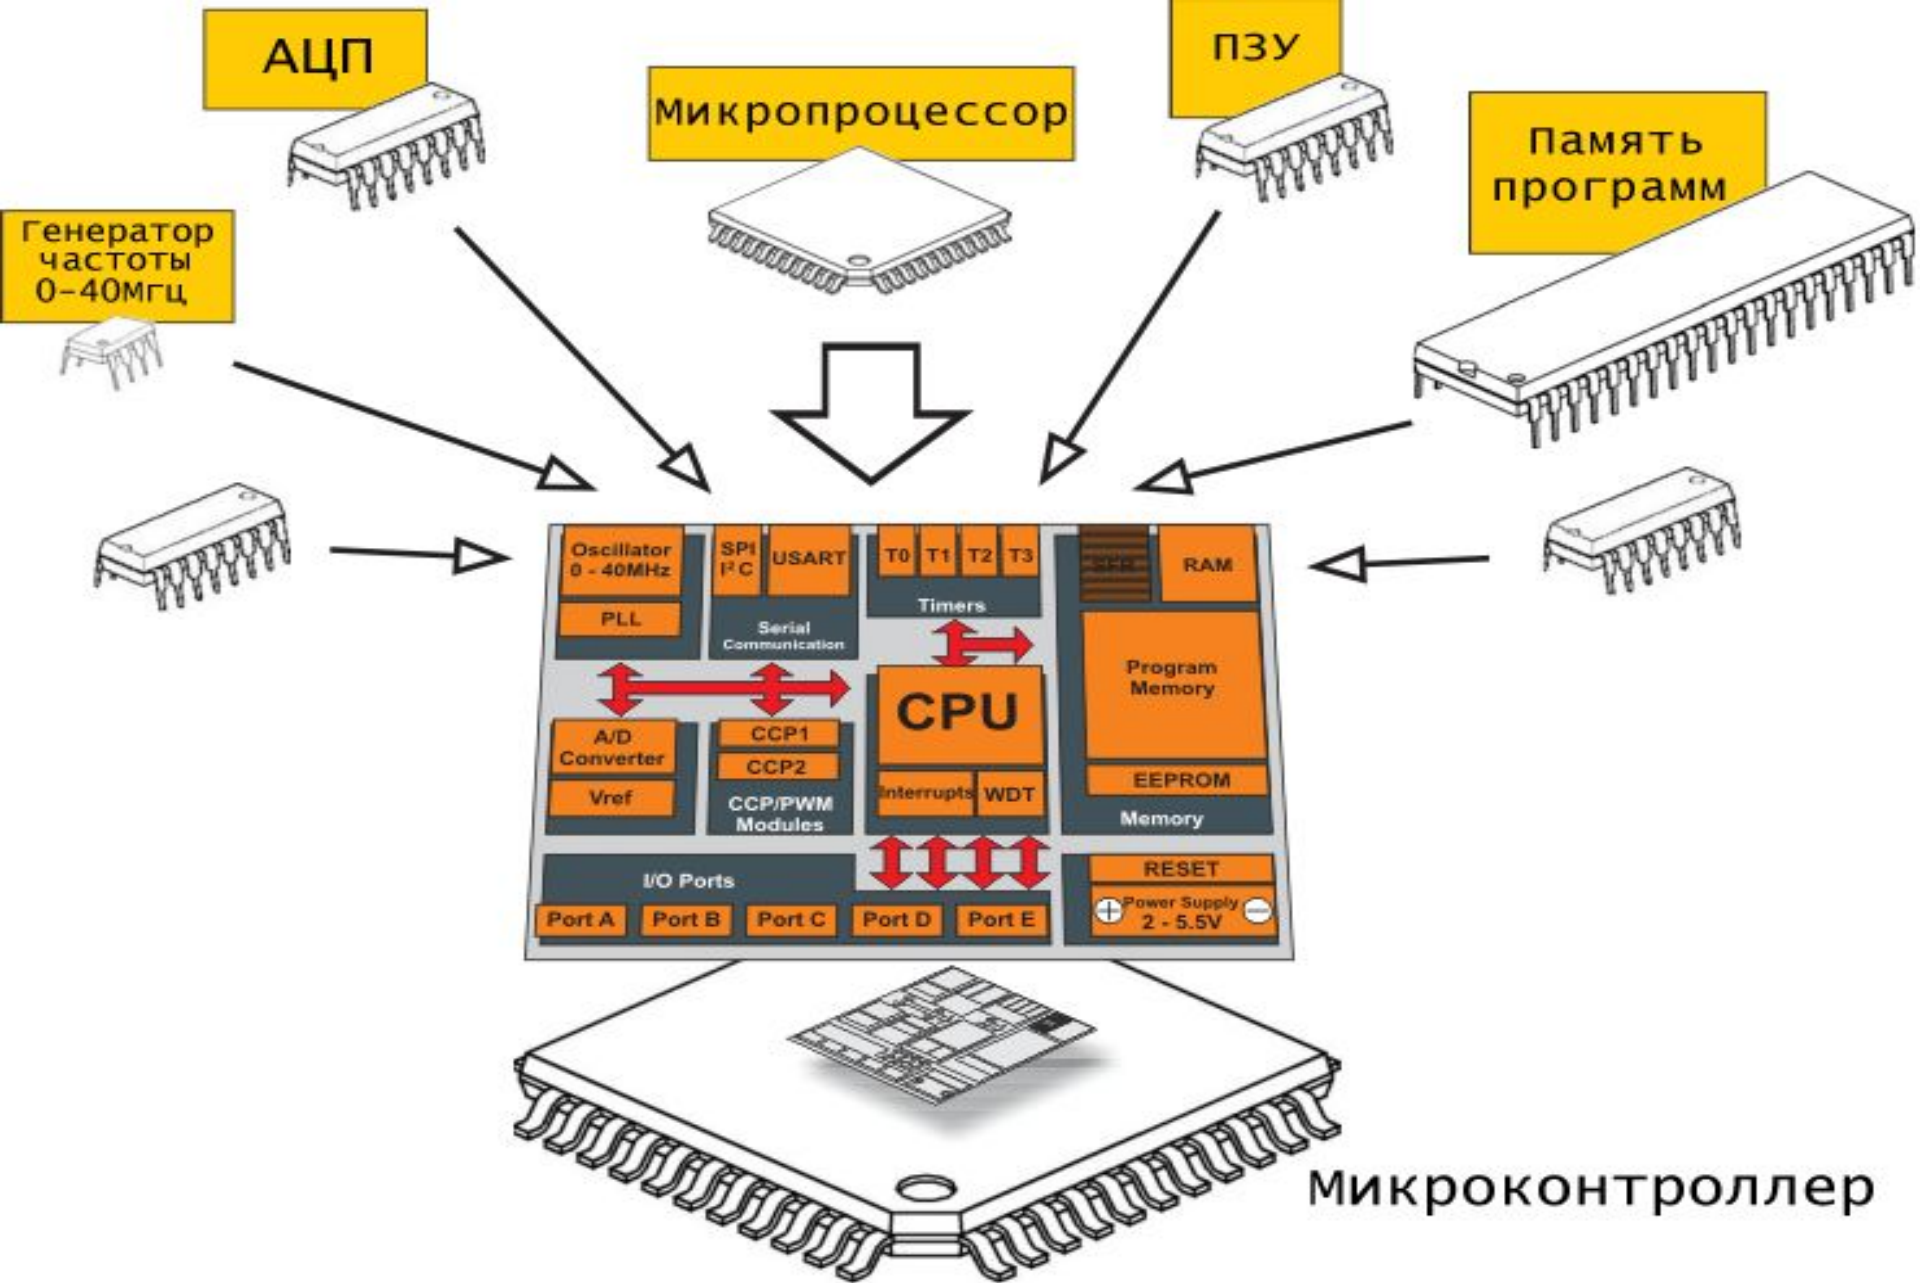 АЦП
Микропроцессор
ПЗУ
Память
программ
Генератор
частоты
0-40Мгц
Oscillator
0 - 40MHz
PLL
SPI
I²C
USART
Serial
Communication
T0 T1 T2 T3
Timers
SFR
RAM
Program
Memory
EEPROM
Memory
CPU
Interrupts
WDT
A/D
Converter
Vref
CCP1
CCP2
CCP/PWM
Modules
I/O Ports
Port A
Port B
Port C
Port D
Port E
RESET
+ Power Supply −
2 - 5.5V
Микроконтроллер